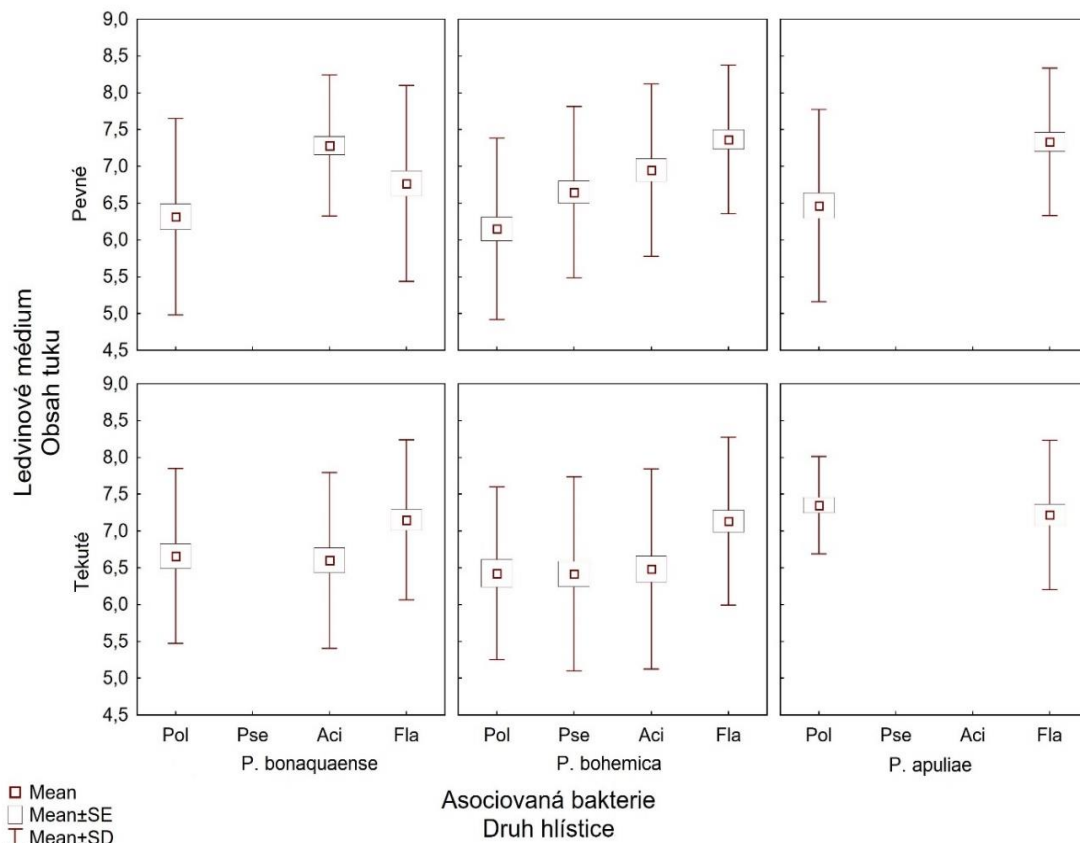 Ledvinové médium
Obsah tuku
Pevné
9,0
8,5
8,0
7,5
7,0
6,5
6,0
5,5
5,0
4,5
Tekuté
9,0
8,5
8,0
7,5
7,0
6,5
6,0
5,5
5,0
4,5
Pol Pse Aci Fla Pol Pse Aci Fla Pol Pse Aci Fla
P. bonaquaense P. bohemica P. apuliae
Asociovaná bakterie
Druh hlístice
Mean
Mean±SE
Mean±SD